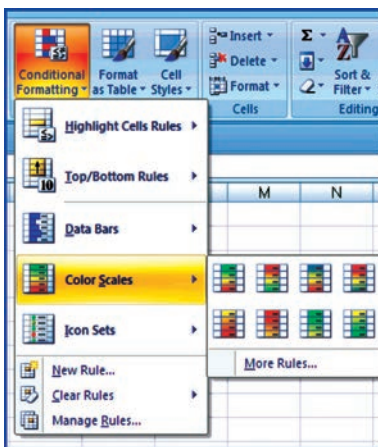 Conditional Formatting
Format as Table
Cell Styles
Insert
Delete
Format
Cells
Σ
Sort & Filter
Editing
Highlight Cells Rules
Top/Bottom Rules
10
M N
Data Bars
Color Scales
Icon Sets
More Rules...
New Rule...
Clear Rules
Manage Rules...